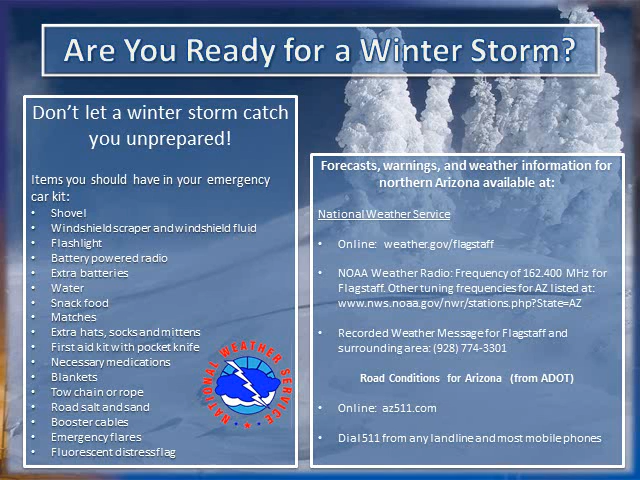 Are You Ready for a Winter Storm?
Don't let a winter storm catch
you unprepared!
Items you should have in your emergency
car kit:
• Shovel
• Windshield scraper and windshield fluid
• Flashlight
• Battery powered radio
• Extra batteries
• Water
• Snack food
• Matches
• Extra hats, socks and mittens
• First aid kit with pocket knife
• Necessary medications
• Blankets
• Tow chain or rope
• Road salt and sand
• Booster cables
• Emergency flares
• Fluorescent distress flag
NATIONAL WEATHER SERVICE
Forecasts, warnings, and weather information for
northern Arizona available at:
National Weather Service
• Online: weather.gov/flagstaff
• NOAA Weather Radio: Frequency of 162.400 MHz for
Flagstaff. Other tuning frequencies for AZ listed at:
www.nws.noaa.gov/nwr/stations.php?State=AZ
• Recorded Weather Message for Flagstaff and
surrounding area: (928) 774-3301
Road Conditions for Arizona (from ADOT)
• Online: az511.com
• Dial 511 from any landline and most mobile phones